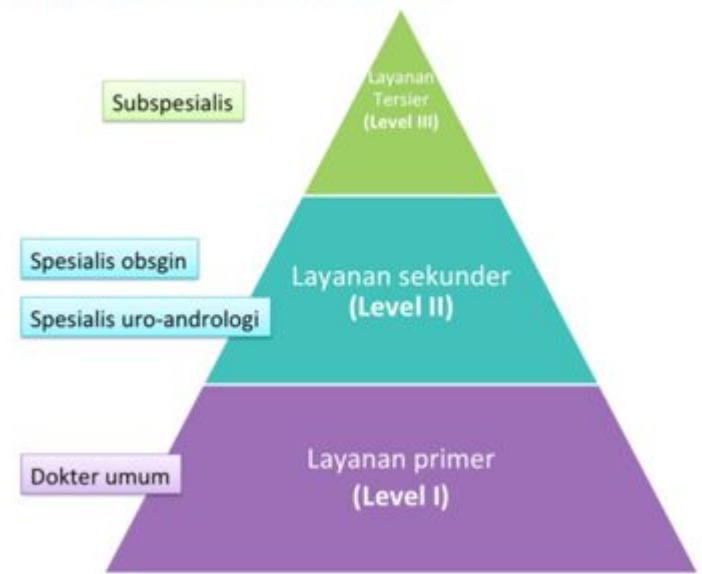 Subspesialis
Layanan
Tersier
(Level III)
Spesialis obsgin
Spesialis uro-andrologi
Layanan sekunder
(Level II)
Dokter umum
Layanan primer
(Level I)